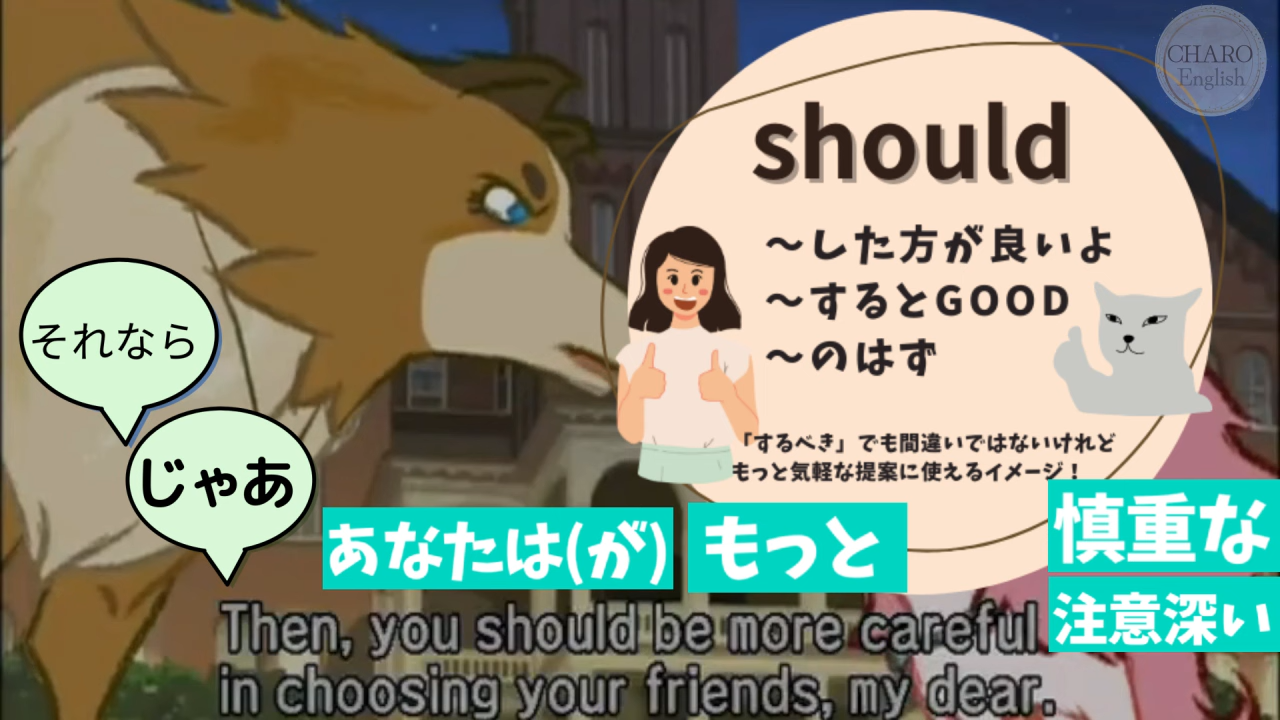 CHARO
English
should
～した方が良いよ
～するとGOOD
～のはず
「するべき」でも間違いではないけれど
もっと気軽な提案に使えるイメージ！
それなら
じゃあ
あなたは(が)
もっと
慎重な
注意深い
Then, you should be more careful
in choosing your friends, my dear.